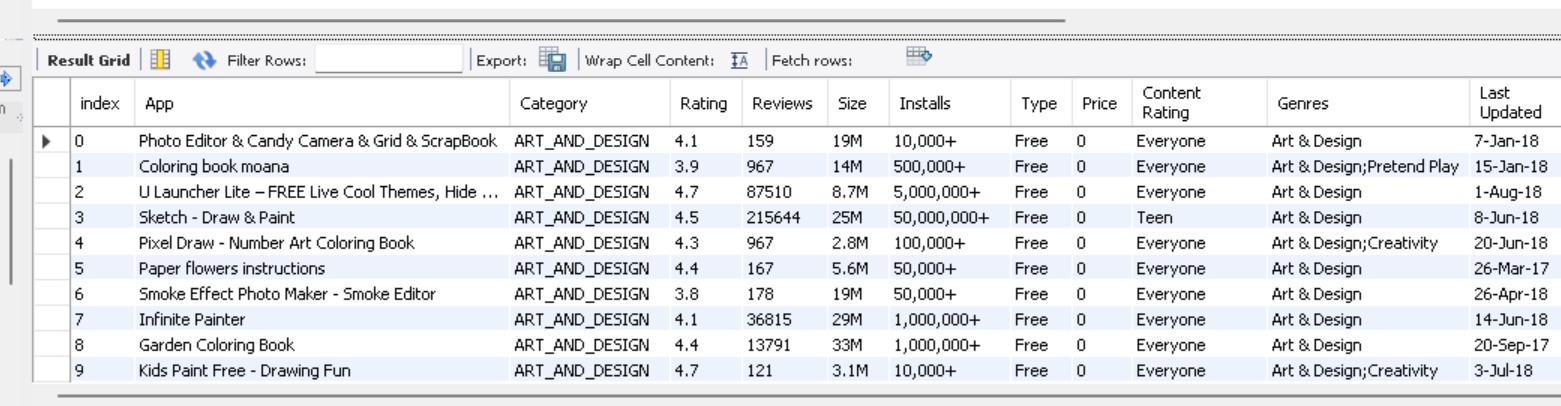 Result Grid Filter Rows: Export: Wrap Cell Content: Fetch rows:
index App Category Rating Reviews Size Installs Type Price Content Rating Genres Last Updated
0 Photo Editor & Candy Camera & Grid & ScrapBook ART_AND_DESIGN 4.1 159 19M 10,000+ Free 0 Everyone Art & Design 7-Jan-18
1 Coloring book moana ART_AND_DESIGN 3.9 967 14M 500,000+ Free 0 Everyone Art & Design;Pretend Play 15-Jan-18
2 U Launcher Lite – FREE Live Cool Themes, Hide ... ART_AND_DESIGN 4.7 87510 8.7M 5,000,000+ Free 0 Everyone Art & Design 1-Aug-18
3 Sketch - Draw & Paint ART_AND_DESIGN 4.5 215644 25M 50,000,000+ Free 0 Teen Art & Design 8-Jun-18
4 Pixel Draw - Number Art Coloring Book ART_AND_DESIGN 4.3 967 2.8M 100,000+ Free 0 Everyone Art & Design;Creativity 20-Jun-18
5 Paper flowers instructions ART_AND_DESIGN 4.4 167 5.6M 50,000+ Free 0 Everyone Art & Design 26-Mar-17
6 Smoke Effect Photo Maker - Smoke Editor ART_AND_DESIGN 3.8 178 19M 50,000+ Free 0 Everyone Art & Design 26-Apr-18
7 Infinite Painter ART_AND_DESIGN 4.1 36815 29M 1,000,000+ Free 0 Everyone Art & Design 14-Jun-18
8 Garden Coloring Book ART_AND_DESIGN 4.4 13791 33M 1,000,000+ Free 0 Everyone Art & Design 20-Sep-17
9 Kids Paint Free - Drawing Fun ART_AND_DESIGN 4.7 121 3.1M 10,000+ Free 0 Everyone Art & Design;Creativity 3-Jul-18